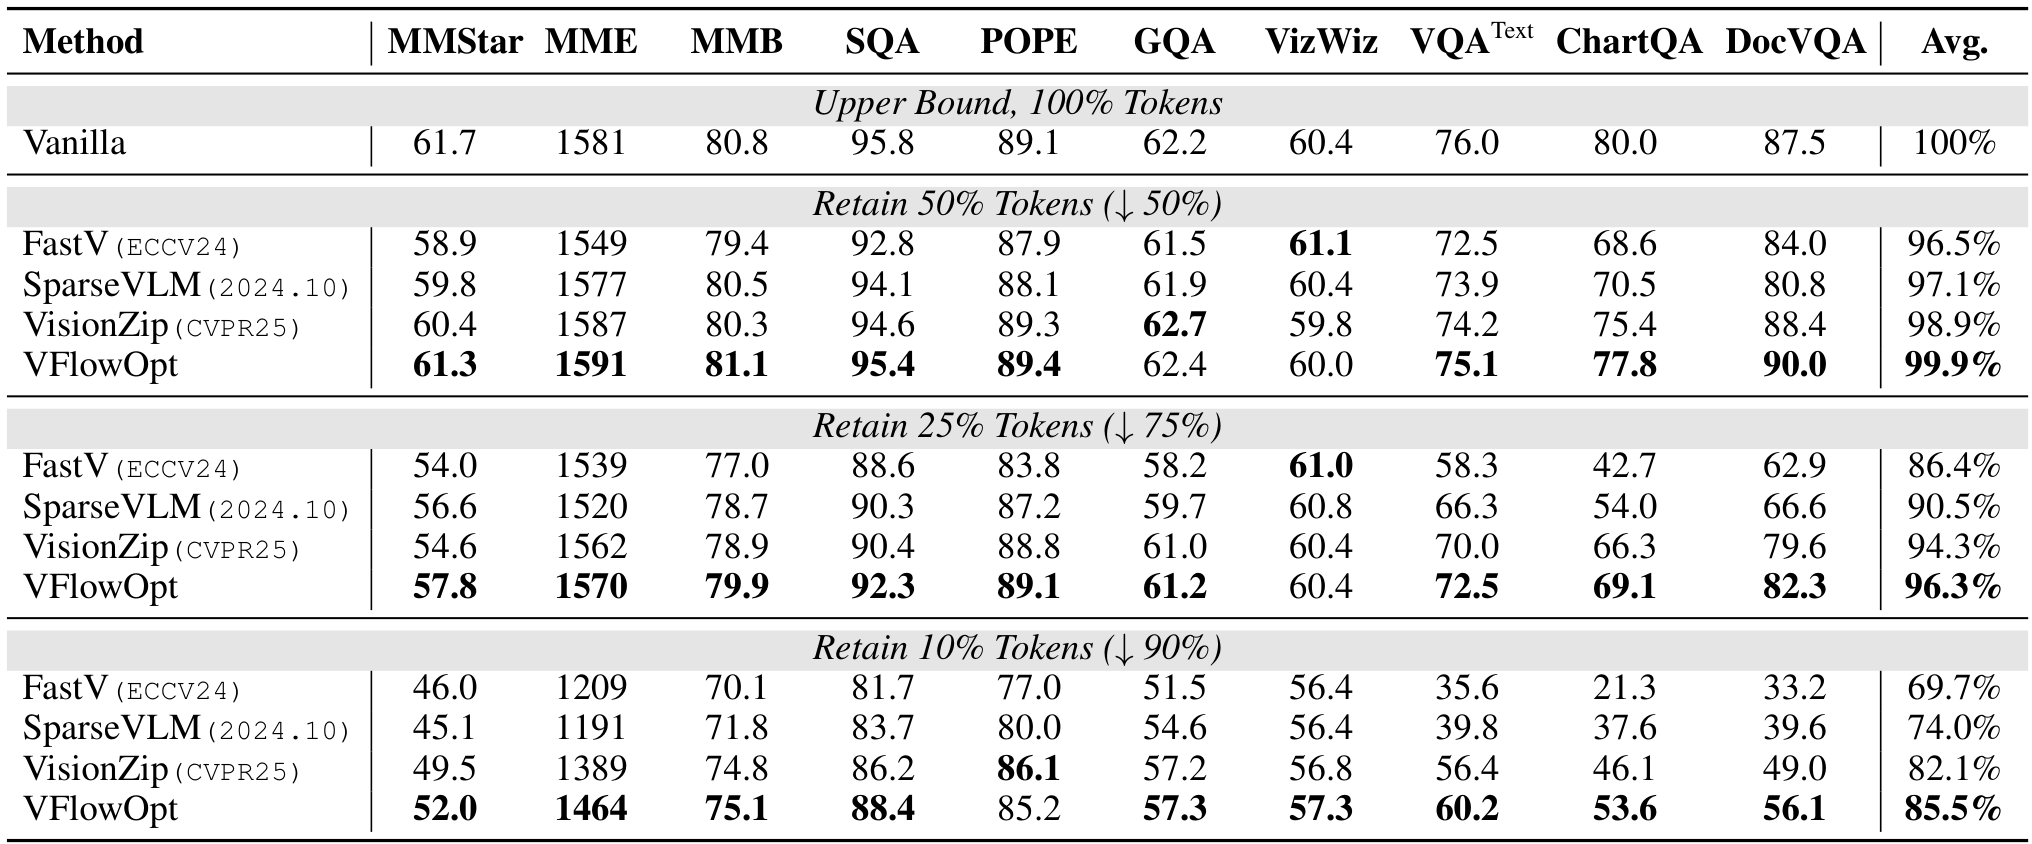 Method MMStar MME MMB SQA POPE GQA VizWiz VQA^Text ChartQA DocVQA Avg.
Upper Bound, 100% Tokens
Vanilla 61.7 1581 80.8 95.8 89.1 62.2 60.4 76.0 80.0 87.5 100%
Retain 50% Tokens (↓ 50%)
FastV (ECCV24) 58.9 1549 79.4 92.8 87.9 61.5 61.1 72.5 68.6 84.0 96.5%
SparseVLM (2024.10) 59.8 1577 80.5 94.1 88.1 61.9 60.4 73.9 70.5 80.8 97.1%
VisionZip (CVPR25) 60.4 1587 80.3 94.6 89.3 62.7 59.8 74.2 75.4 88.4 98.9%
VFlowOpt 61.3 1591 81.1 95.4 89.4 62.4 60.0 75.1 77.8 90.0 99.9%
Retain 25% Tokens (↓ 75%)
FastV (ECCV24) 54.0 1539 77.0 88.6 83.8 58.2 61.0 58.3 42.7 62.9 86.4%
SparseVLM (2024.10) 56.6 1520 78.7 90.3 87.2 59.7 60.8 66.3 54.0 66.6 90.5%
VisionZip (CVPR25) 54.6 1562 78.9 90.4 88.8 61.0 60.4 70.0 66.3 79.6 94.3%
VFlowOpt 57.8 1570 79.9 92.3 89.1 61.2 60.4 72.5 69.1 82.3 96.3%
Retain 10% Tokens (↓ 90%)
FastV (ECCV24) 46.0 1209 70.1 81.7 77.0 51.5 56.4 35.6 21.3 33.2 69.7%
SparseVLM (2024.10) 45.1 1191 71.8 83.7 80.0 54.6 56.4 39.8 37.6 39.6 74.0%
VisionZip (CVPR25) 49.5 1389 74.8 86.2 86.1 57.2 56.8 56.4 46.1 49.0 82.1%
VFlowOpt 52.0 1464 75.1 88.4 85.2 57.3 57.3 60.2 53.6 56.1 85.5%